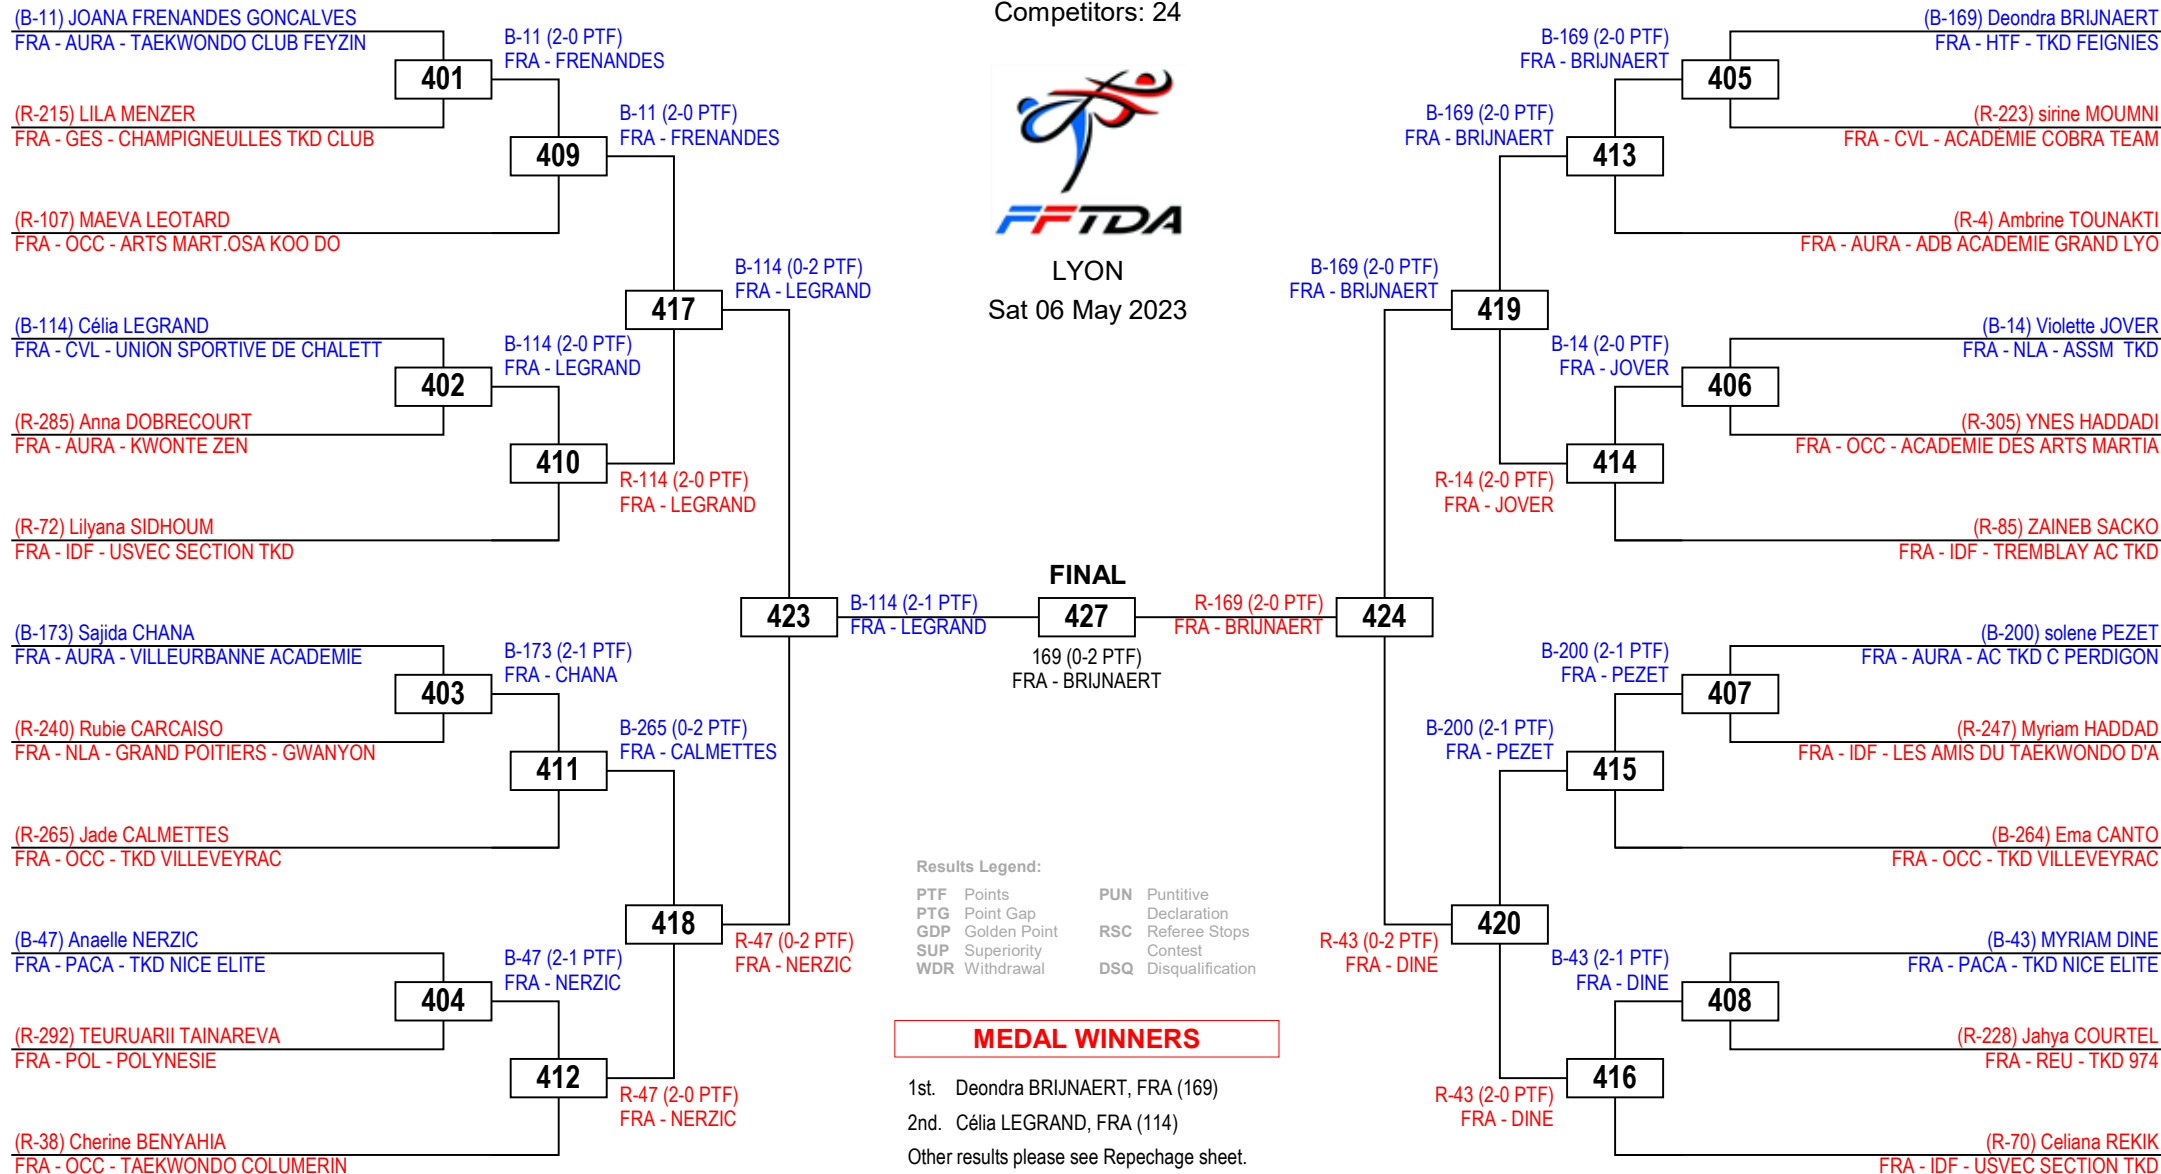 (B-11) JOANA FRENANDES GONCALVES
FRA - AURA - TAEKWONDO CLUB FEYZIN
(R-215) LILA MENZER
FRA - GES - CHAMPIGNEULLES TKD CLUB
(R-107) MAEVA LEOTARD
FRA - OCC - ARTS MART.OSA KOO DO
(B-114) Célia LEGRAND
FRA - CVL - UNION SPORTIVE DE CHALETT
(R-285) Anna DOBRECOURT
FRA - AURA - KWONTE ZEN
(R-72) Lilyana SIDHOUM
FRA - IDF - USVEC SECTION TKD
(B-173) Sajida CHANA
FRA - AURA - VILLEURBANNE ACADEMIE
(R-240) Rubie CARCAISO
FRA - NLA - GRAND POITIERS - GWANYON
(R-265) Jade CALMETTES
FRA - OCC - TKD VILLEVEYRAC
(B-47) Anaelle NERZIC
FRA - PACA - TKD NICE ELITE
(R-292) TEURUARII TAINAREVA
FRA - POL - POLYNESIE
(R-38) Cherine BENYAHIA
FRA - OCC - TAEKWONDO COLUMERIN
401
402
403
404
B-11 (2-0 PTF)
FRA - FRENANDES
B-114 (2-0 PTF)
FRA - LEGRAND
B-173 (2-1 PTF)
FRA - CHANA
B-47 (2-1 PTF)
FRA - NERZIC
409
410
411
412
B-11 (2-0 PTF)
FRA - FRENANDES
R-114 (2-0 PTF)
FRA - LEGRAND
B-265 (0-2 PTF)
FRA - CALMETTES
R-47 (2-0 PTF)
FRA - NERZIC
417
418
B-114 (0-2 PTF)
FRA - LEGRAND
R-47 (0-2 PTF)
FRA - NERZIC
423
B-114 (2-1 PTF)
FRA - LEGRAND
Competitors: 24
FFTDA
LYON
Sat 06 May 2023
FINAL
427
169 (0-2 PTF)
FRA - BRIJNAERT
Results Legend:
PTF Points
PTG Point Gap
GDP Golden Point
SUP Superiority
WDR Withdrawal
PUN Puntitive
Declaration
RSC Referee Stops
Contest
DSQ Disqualification
MEDAL WINNERS
1st. Deondra BRIJNAERT, FRA (169)
2nd. Célia LEGRAND, FRA (114)
Other results please see Repechage sheet.
R-169 (2-0 PTF)
FRA - BRIJNAERT
424
B-169 (2-0 PTF)
FRA - BRIJNAERT
R-43 (0-2 PTF)
FRA - DINE
419
420
B-169 (2-0 PTF)
FRA - BRIJNAERT
R-14 (2-0 PTF)
FRA - JOVER
B-200 (2-1 PTF)
FRA - PEZET
R-43 (2-0 PTF)
FRA - DINE
413
414
415
416
B-169 (2-0 PTF)
FRA - BRIJNAERT
B-14 (2-0 PTF)
FRA - JOVER
B-200 (2-1 PTF)
FRA - PEZET
B-43 (2-1 PTF)
FRA - DINE
405
406
407
408
(B-169) Deondra BRIJNAERT
FRA - HTF - TKD FEIGNIES
(R-223) sirine MOUMNI
FRA - CVL - ACADÉMIE COBRA TEAM
(R-4) Ambrine TOUNAKTI
FRA - AURA - ADB ACADEMIE GRAND LYO
(B-14) Violette JOVER
FRA - NLA - ASSM TKD
(R-305) YNES HADDADI
FRA - OCC - ACADEMIE DES ARTS MARTIA
(R-85) ZAINEB SACKO
FRA - IDF - TREMBLAY AC TKD
(B-200) solene PEZET
FRA - AURA - AC TKD C PERDIGON
(R-247) Myriam HADDAD
FRA - IDF - LES AMIS DU TAEKWONDO D'A
(B-264) Ema CANTO
FRA - OCC - TKD VILLEVEYRAC
(B-43) MYRIAM DINE
FRA - PACA - TKD NICE ELITE
(R-228) Jahya COURTEL
FRA - REU - TKD 974
(R-70) Celiana REKIK
FRA - IDF - USVEC SECTION TKD